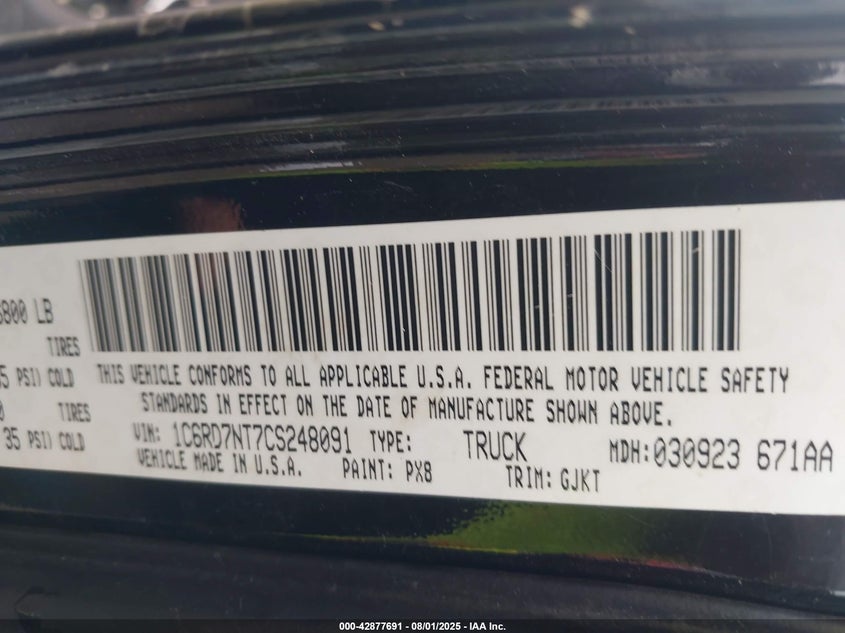 6800 LB
TIRES
5 PSI) COLD
0 TIRES
35 PSI) COLD
THIS VEHICLE CONFORMS TO ALL APPLICABLE U.S.A. FEDERAL MOTOR VEHICLE SAFETY
STANDARDS IN EFFECT ON THE DATE OF MANUFACTURE SHOWN ABOVE.
VIN: 1C6RD7NT7CS248091 TYPE: TRUCK MDH: 030923 671AA
VEHICLE MADE IN U.S.A. PAINT: PX8 TRIM: GJKT
000-42877691 - 08/01/2025 - IAA Inc.